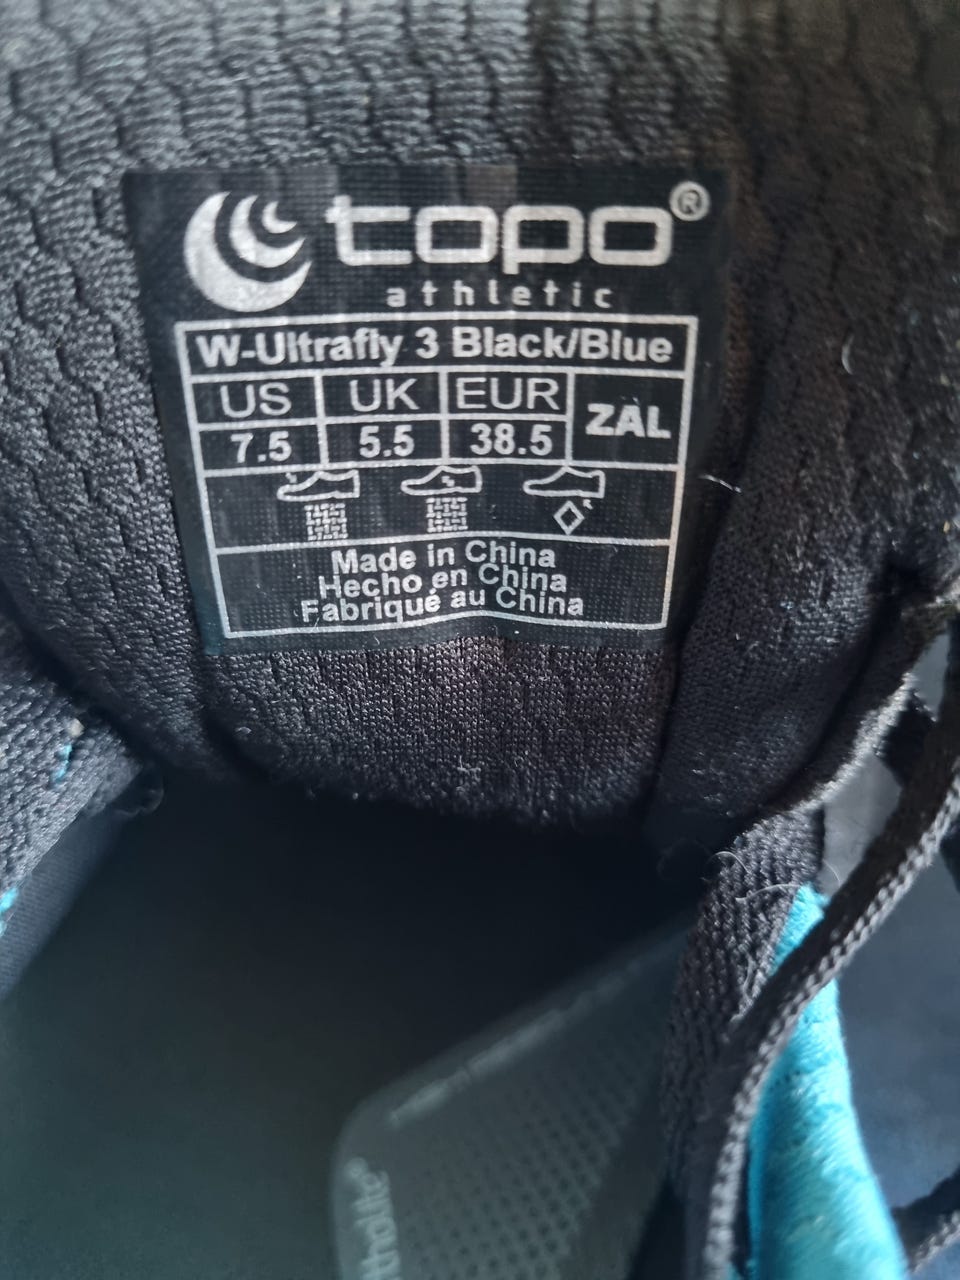 topo®
athletic
W-Ultrafly 3 Black/Blue
US UK EUR ZAL
7.5 5.5 38.5
Made in China
Hecho en China
Fabriqué au China